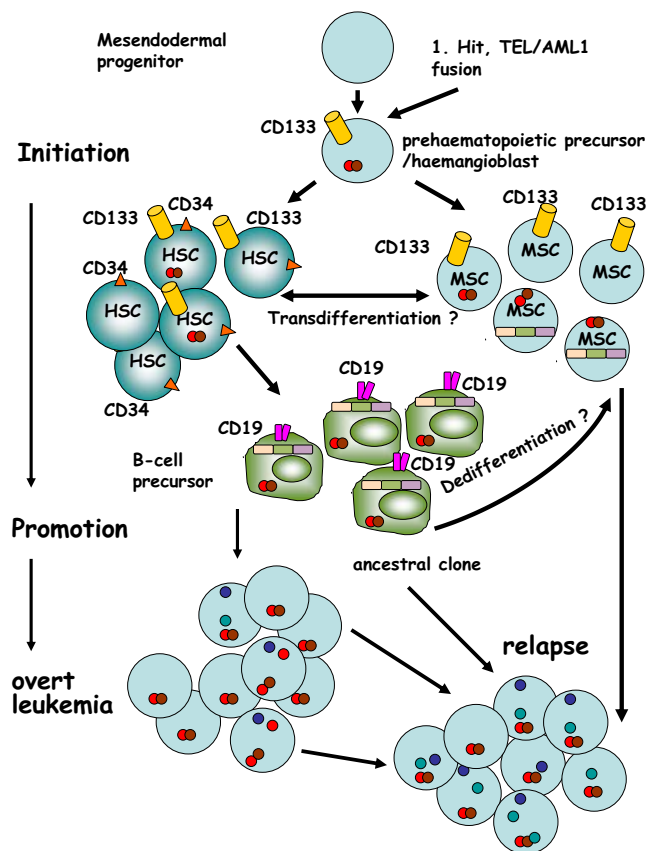 Mesendodermal
progenitor
1. Hit, TEL/AML1
fusion
CD133
prehaematopoietic precursor
/haemangioblast
Initiation
CD133
CD34
CD133
CD133
CD133
CD133
HSC
HSC
MSC
MSC
MSC
CD34
HSC
HSC
MSC
Transdifferentiation ?
MSC
HSC
CD34
CD19
CD19
CD19
CD19
Dedifferentiation ?
B-cell
precursor
Promotion
ancestral clone
relapse
overt
leukemia